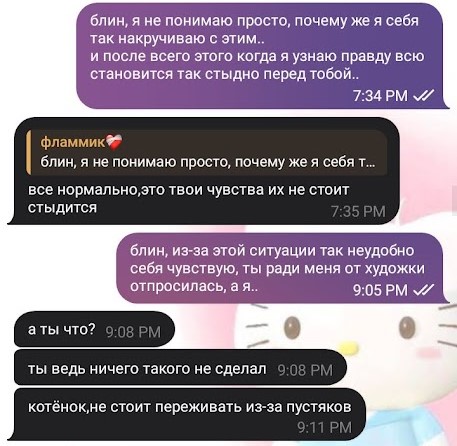 блин, я не понимаю просто, почему же я себя
так накручиваю с этим..
и после всего этого когда я узнаю правду всю
становится так стыдно перед тобой..
7:34 PM
фламмик❤️‍🩹
блин, я не понимаю просто, почему же я себя т...
все нормально,это твои чувства их не стоит
стыдится
7:35 PM
блин, из-за этой ситуации так неудобно
себя чувствую, ты ради меня от художки
отпросилась, а я..
9:05 PM
а ты что? 9:08 PM
ты ведь ничего такого не сделал 9:08 PM
котёнок,не стоит переживать из-за пустяков
9:11 PM